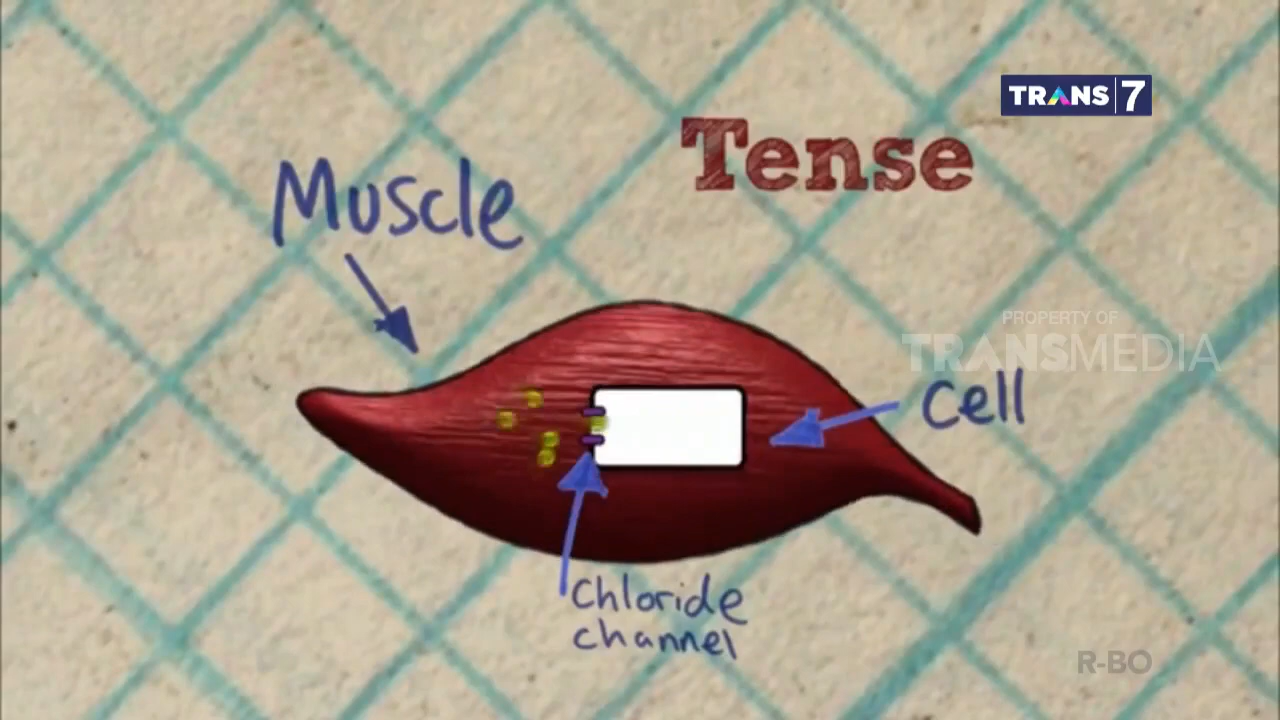 TRANS|7
Tense
Muscle
PROPERTY OF
TRANSMEDIA
Cell
Chloride
channel
R-BO